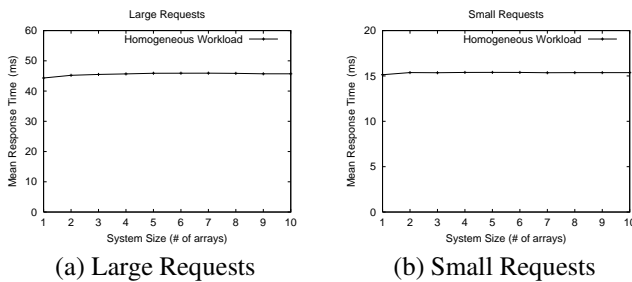 Large Requests
Homogeneous Workload
Mean Response Time (ms)
60
50
40
30
20
10
0
1 2 3 4 5 6 7 8 9 10
System Size (# of arrays)
(a) Large Requests
Small Requests
Homogeneous Workload
Mean Response Time (ms)
20
15
10
5
0
1 2 3 4 5 6 7 8 9 10
System Size (# of arrays)
(b) Small Requests